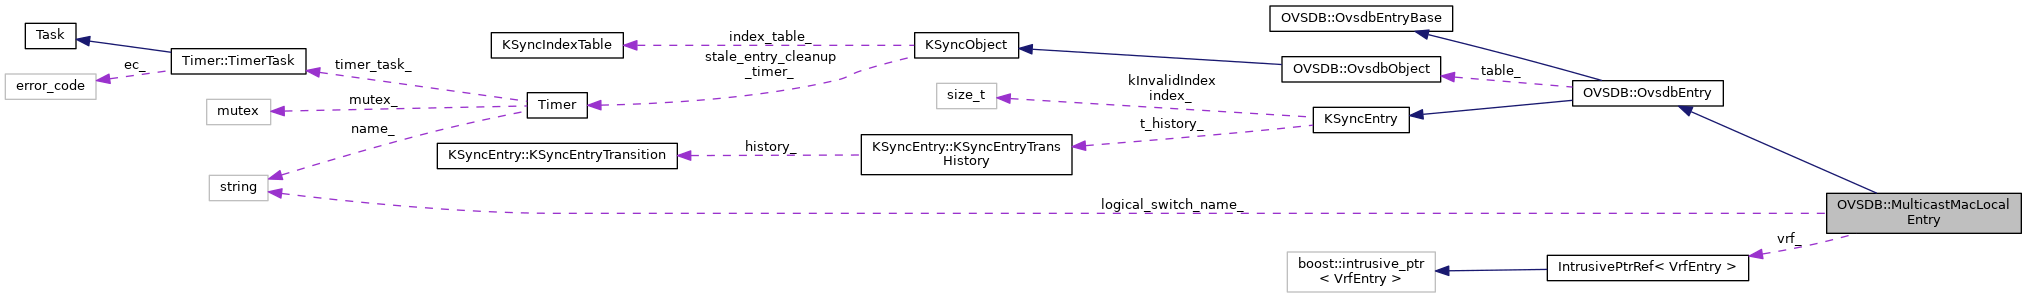 OVSDB::OvsdbEntryBase
Task
KSyncIndexTable
index_table_
KSyncObject
stale_entry_cleanup
_timer_
Timer::TimerTask
ec_
timer_task_
OVSDB::OvsdbObject
table_
error_code
kInvalidIndex
index_
size_t
OVSDB::OvsdbEntry
mutex
mutex_
Timer
KSyncEntry
name_
t_history_
KSyncEntry::KSyncEntryTransition
history_
KSyncEntry::KSyncEntryTrans
History
string
logical_switch_name_
OVSDB::MulticastMacLocal
Entry
vrf_
boost::intrusive_ptr
< VrfEntry >
IntrusivePtrRef< VrfEntry >